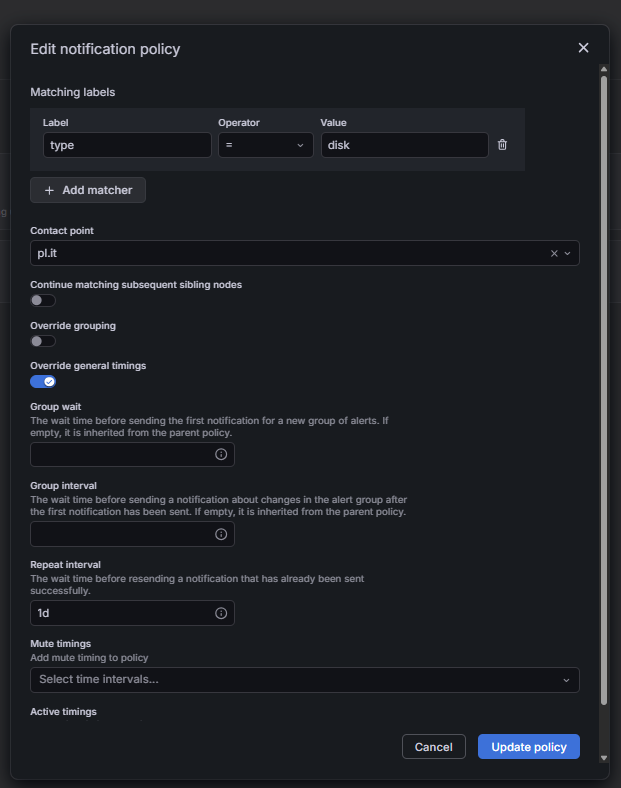 Edit notification policy
Matching labels
Label Operator Value
type = disk
+ Add matcher
Contact point
pl.it
Continue matching subsequent sibling nodes
Override grouping
Override general timings
Group wait
The wait time before sending the first notification for a new group of alerts. If
empty, it is inherited from the parent policy.
Group interval
The wait time before sending a notification about changes in the alert group after
the first notification has been sent. If empty, it is inherited from the parent policy.
Repeat interval
The wait time before resending a notification that has already been sent
successfully.
1d
Mute timings
Add mute timing to policy
Select time intervals...
Active timings
Cancel Update policy